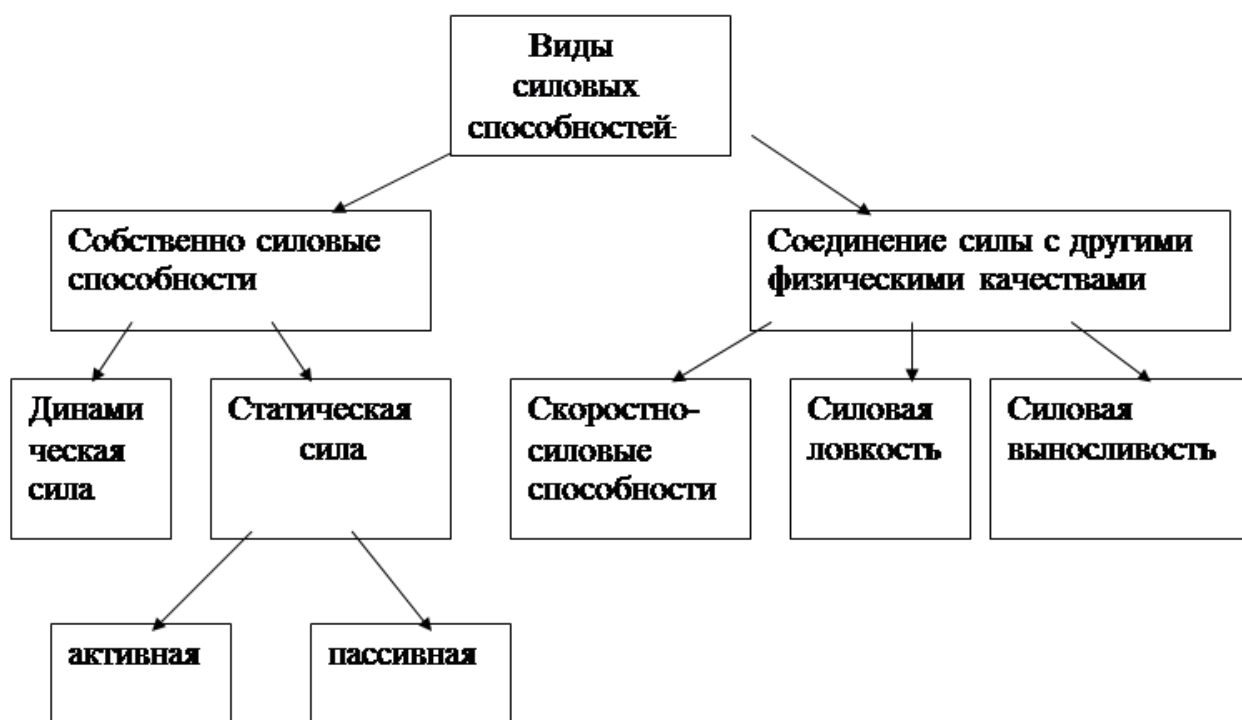 Виды
силовых
способностей:
Собственно силовые
способности
Соединение силы с другими
физическими качествами
Динами
ческая
сила
Статическая
сила
Скоростно-
силовые
способности
Силовая
ловкость
Силовая
выносливость
активная
пассивная